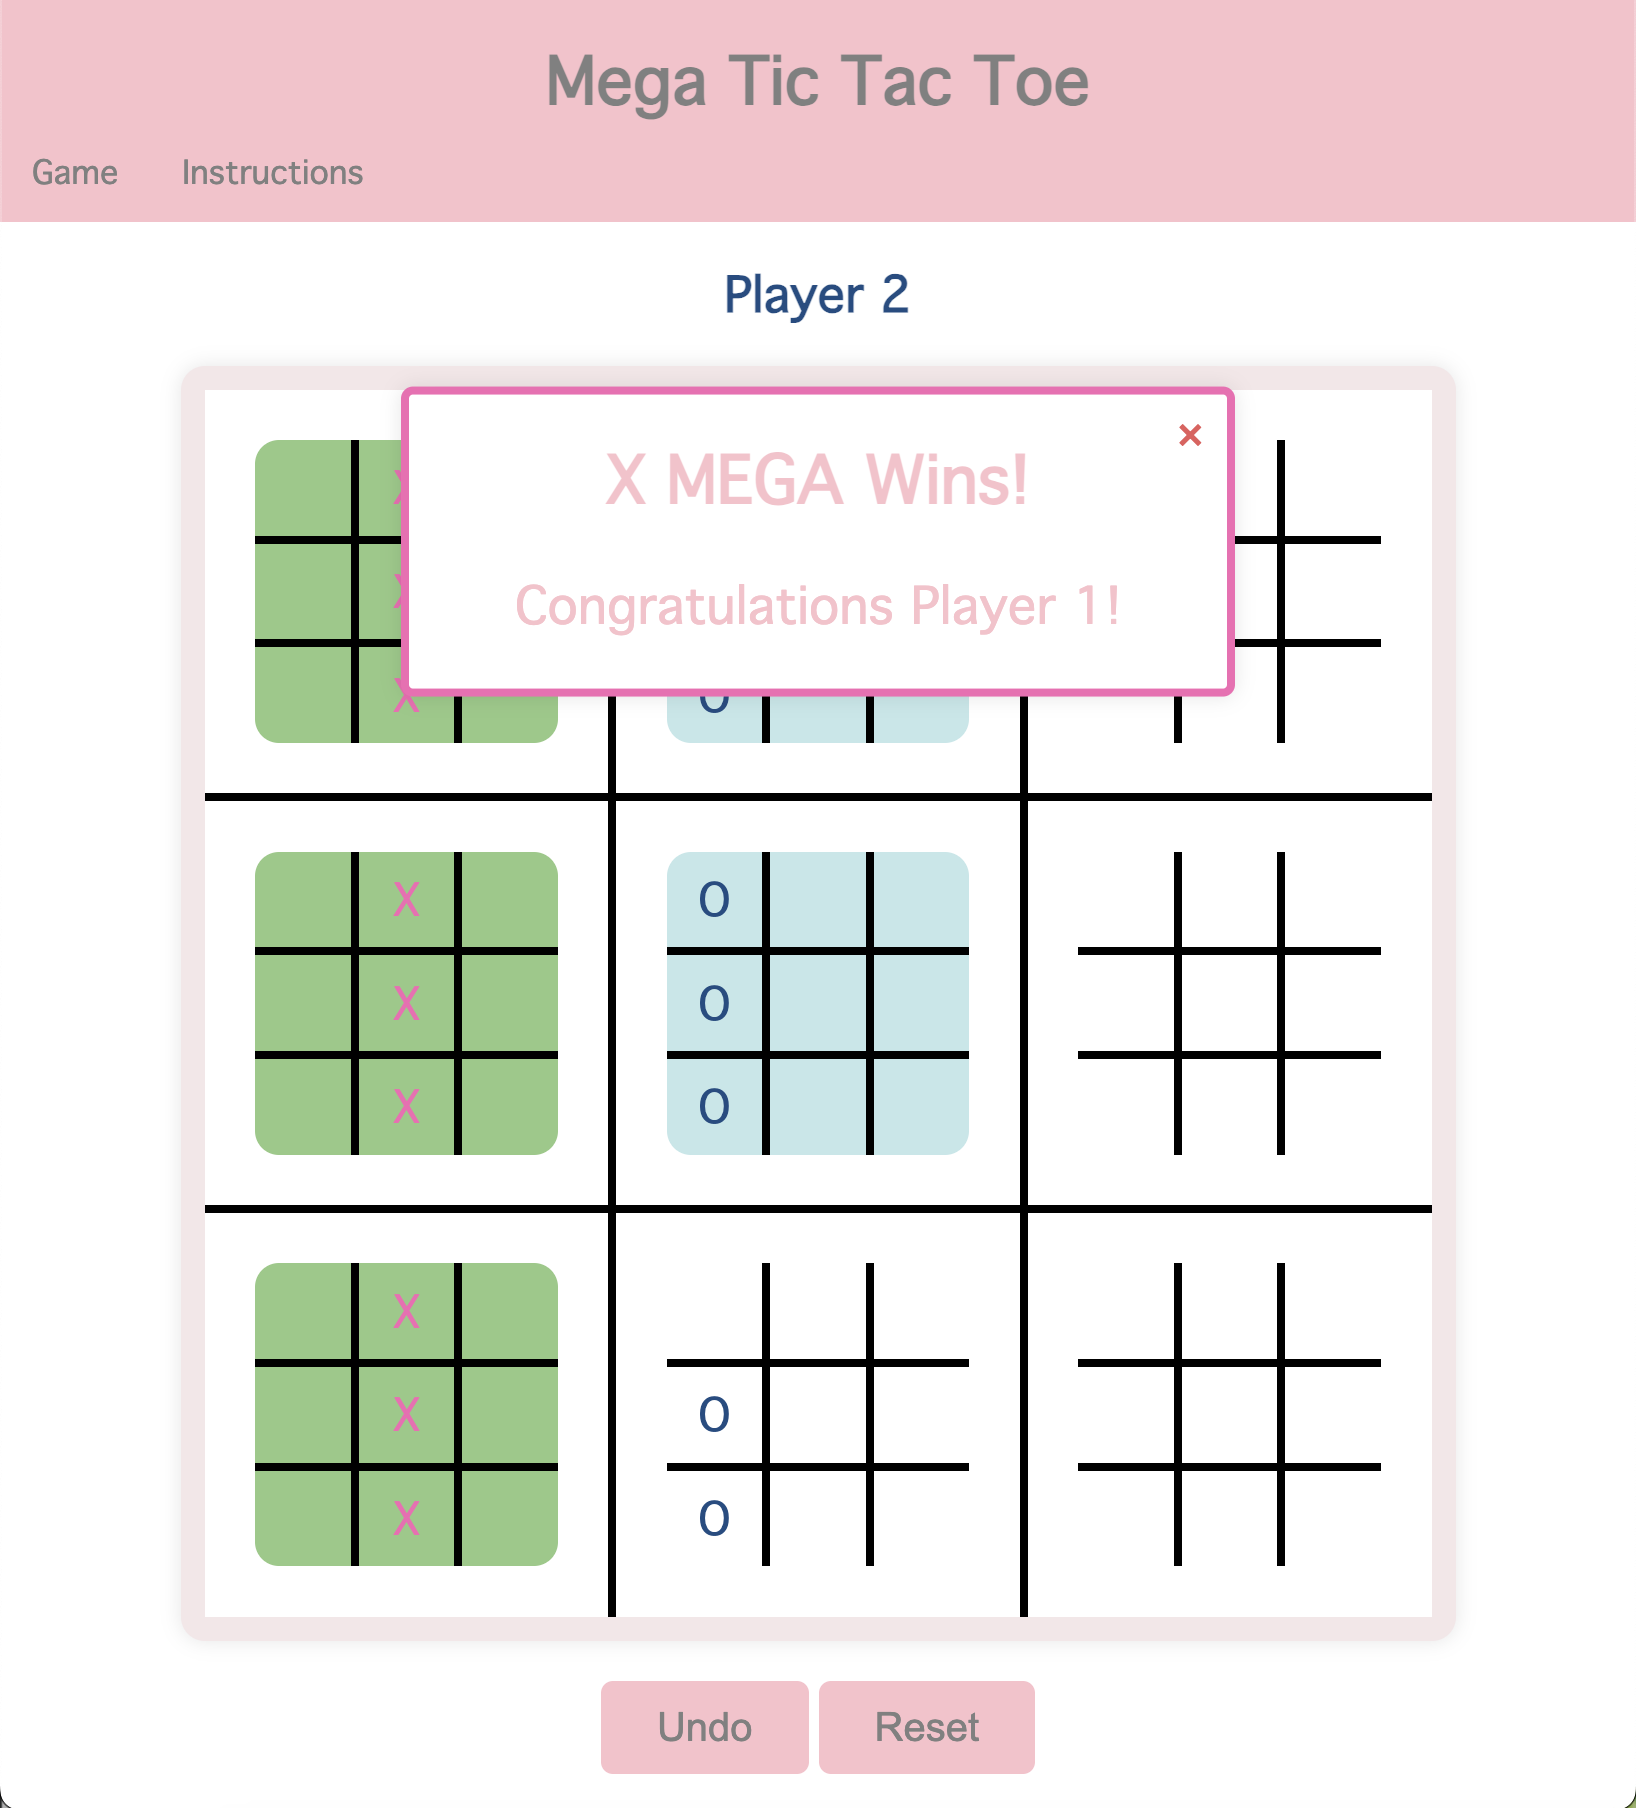 Mega Tic Tac Toe
Game Instructions
Player 2
×
X MEGA Wins!
Congratulations Player 1!
X O
X O
X O
X O
X
X O
X O
Undo Reset